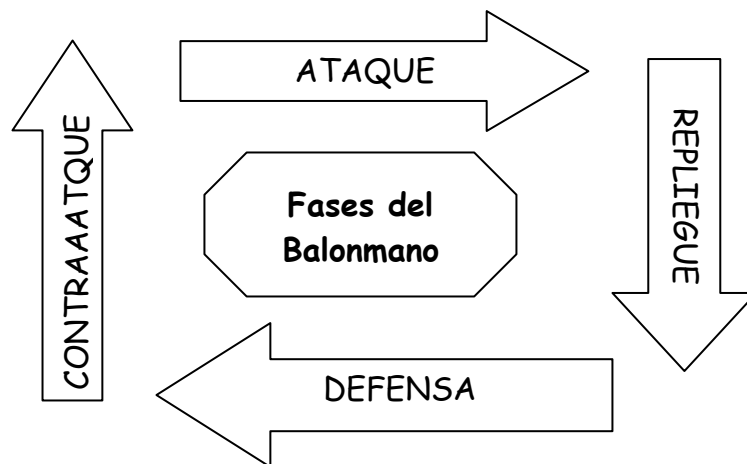 ATAQUE
REPLIEGUE
Fases del
Balonmano
DEFENSA
CONTRAAATQUE